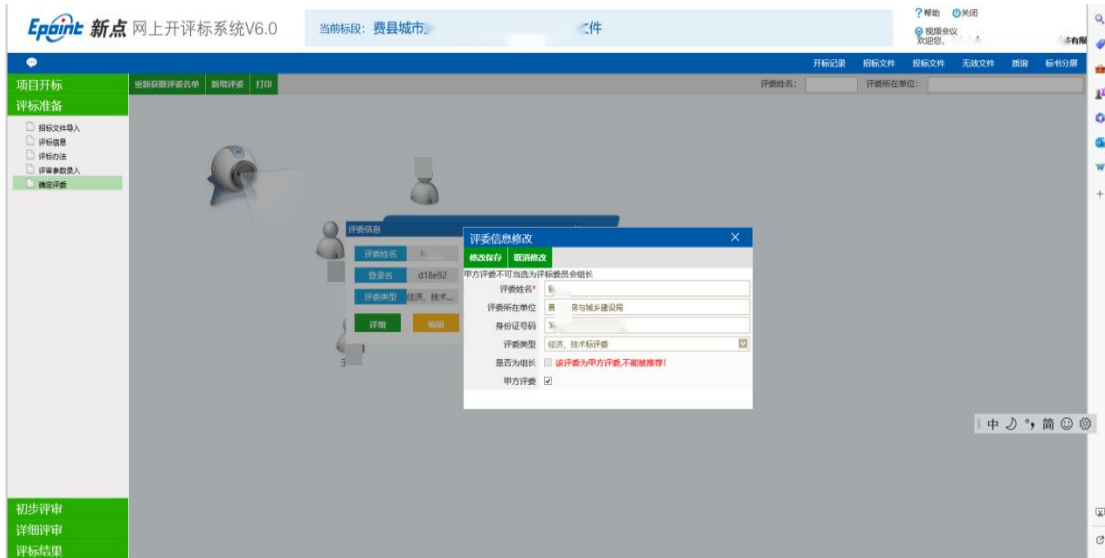 Epoint 新点 网上开评标系统V6.0
当前标段：费县城市
件
?帮助 关闭
视频会议
欢迎您,
有限
开标记录 招标文件 投标文件 无效文件 质询 标书分屏
项目开标
重新获取评委名单 新增评委 打印
评委姓名：
评委所在单位：
评标准备
招标文件导入
评标信息
评标办法
评审参数录入
确定评委
评委信息
评委姓名
登录名 d18e92
评委类型 经济，技术...
详细 编辑
评委信息修改
修改保存 取消修改
甲方评委不可当选为评标委员会组长
评委姓名*
评委所在单位 费 房与城乡建设局
身份证号码
评委类型 经济，技术标评委
是否为组长 该评委为甲方评委,不能被推荐!
甲方评委
中 简
初步评审
详细评审
评标结果